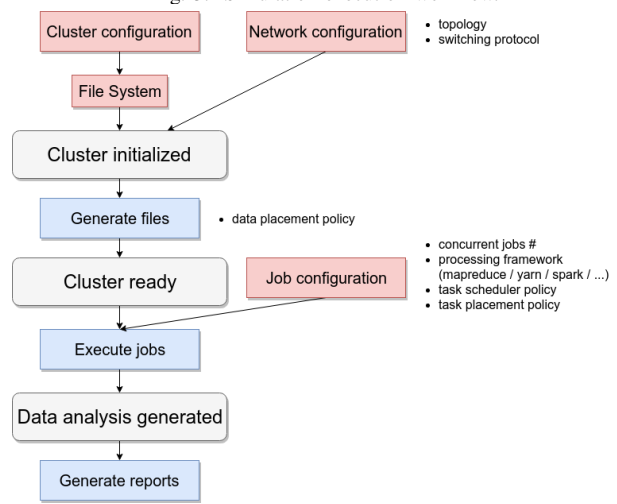 Cluster configuration
Network configuration
• topology
• switching protocol
File System
Cluster initialized
Generate files
• data placement policy
Cluster ready
Job configuration
• concurrent jobs #
• processing framework
(mapreduce / yarn / spark / ...)
• task scheduler policy
• task placement policy
Execute jobs
Data analysis generated
Generate reports